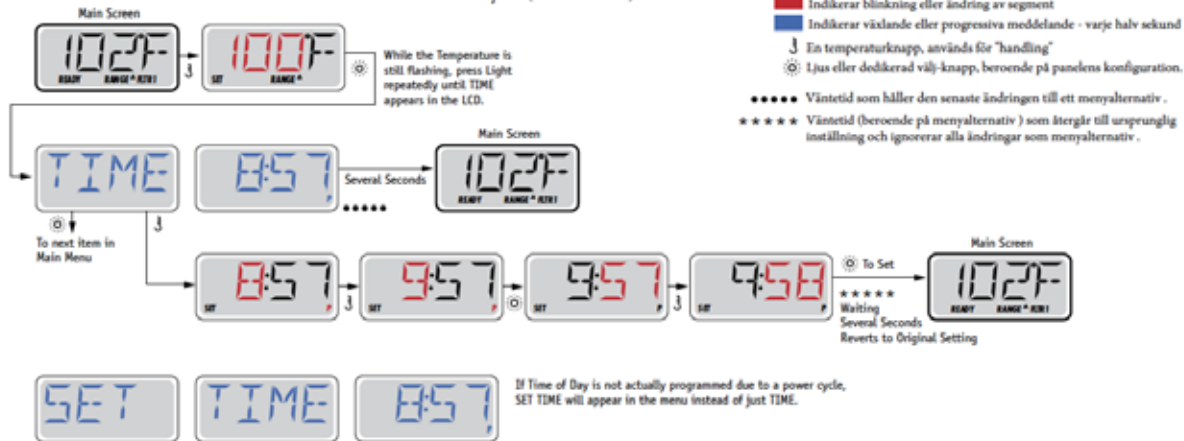 Main Screen
102F
READY RANGE FLTR1
100F
SET RANGE
While the Temperature is
still flashing, press Light
repeatedly until TIME
appears in the LCD.
Indikerar blinkning eller ändring av segment
Indikerar växlande eller progressiva meddelande - varje halv sekund
En temperaturknapp, används för "handling"
Ljus eller dedikerad välj-knapp, beroende på panelens konfiguration.
Väntetid som håller den senaste ändringen till ett menyalternativ .
***** Väntetid (beroende på menyalternativ ) som återgår till ursprunglig
inställning och ignorerar alla ändringar som menyalternativ .
TIME
8:57 P
Several Seconds
Main Screen
102F
READY RANGE FLTR1
To next item in
Main Menu
8:57
SET P
9:57
SET P
9:57
SET P
9:58
SET P
To Set
*****
Waiting
Several Seconds
Reverts to Original Setting
Main Screen
102F
READY RANGE FLTR1
SET
TIME
8:57 P
If Time of Day is not actually programmed due to a power cycle,
SET TIME will appear in the menu instead of just TIME.